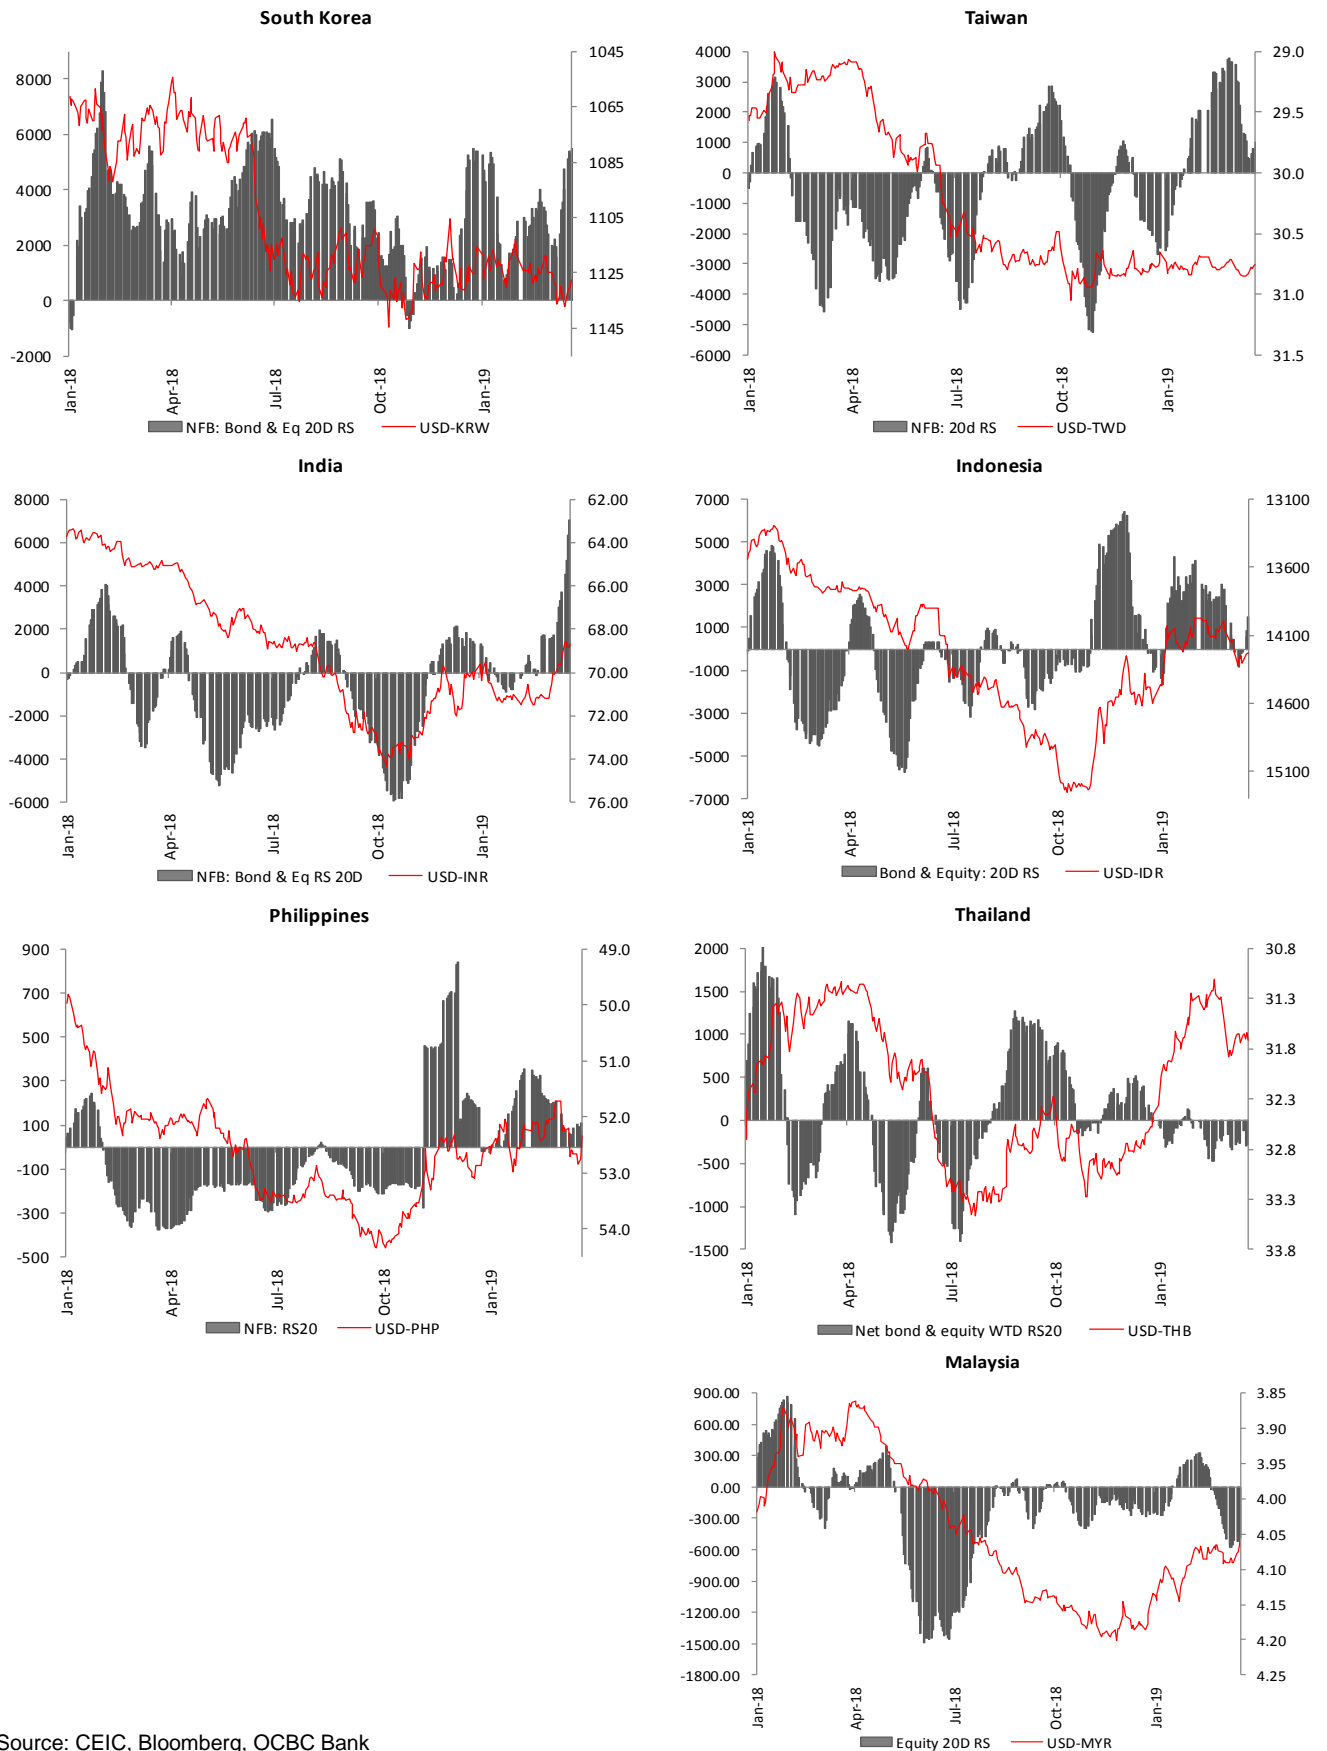 South Korea
8000
6000
4000
2000
0
-2000
1045
1065
1085
1105
1125
1145
Jan-18
Apr-18
Jul-18
Oct-18
Jan-19
NFB: Bond & Eq 20D RS USD-KRW
Taiwan
4000
3000
2000
1000
0
-1000
-2000
-3000
-4000
-5000
-6000
29.0
29.5
30.0
30.5
31.0
31.5
Jan-18
Apr-18
Jul-18
Oct-18
Jan-19
NFB: 20d RS USD-TWD
India
8000
6000
4000
2000
0
-2000
-4000
-6000
62.00
64.00
66.00
68.00
70.00
72.00
74.00
76.00
Jan-18
Apr-18
Jul-18
Oct-18
Jan-19
NFB: Bond & Eq RS 20D USD-INR
Indonesia
7000
5000
3000
1000
-1000
-3000
-5000
-7000
13100
13600
14100
14600
15100
Jan-18
Apr-18
Jul-18
Oct-18
Jan-19
Bond & Equity: 20D RS USD-IDR
Philippines
900
700
500
300
100
-100
-300
-500
49.0
50.0
51.0
52.0
53.0
54.0
Jan-18
Apr-18
Jul-18
Oct-18
Jan-19
NFB: RS20 USD-PHP
Thailand
2000
1500
1000
500
0
-500
-1000
-1500
30.8
31.3
31.8
32.3
32.8
33.3
33.8
Jan-18
Apr-18
Jul-18
Oct-18
Jan-19
Net bond & equity WTD RS20 USD-THB
Malaysia
900.00
600.00
300.00
0.00
-300.00
-600.00
-900.00
-1200.00
-1500.00
-1800.00
3.85
3.90
3.95
4.00
4.05
4.10
4.15
4.20
4.25
Jan-18
Apr-18
Jul-18
Oct-18
Jan-19
Equity 20D RS USD-MYR
Source: CEIC, Bloomberg, OCBC Bank